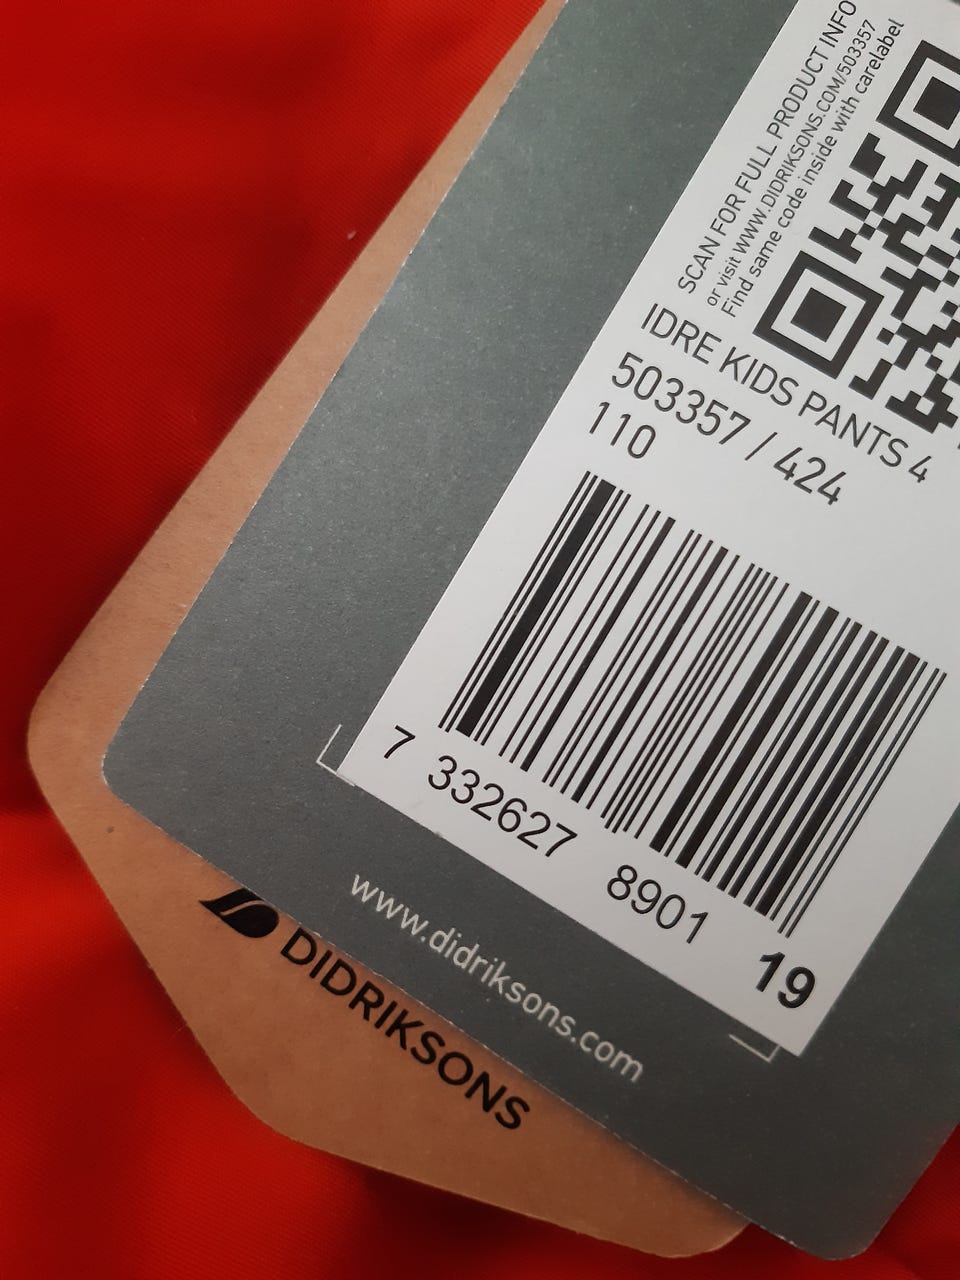 SCAN FOR FULL PRODUCT INFO
or visit WWW.DIDRIKSONS.COM/503357
Find same code inside with carelabel
IDRE KIDS PANTS 4
503357 / 424
110
7 332627 8901 19
www.didriksons.com
DIDRIKSONS